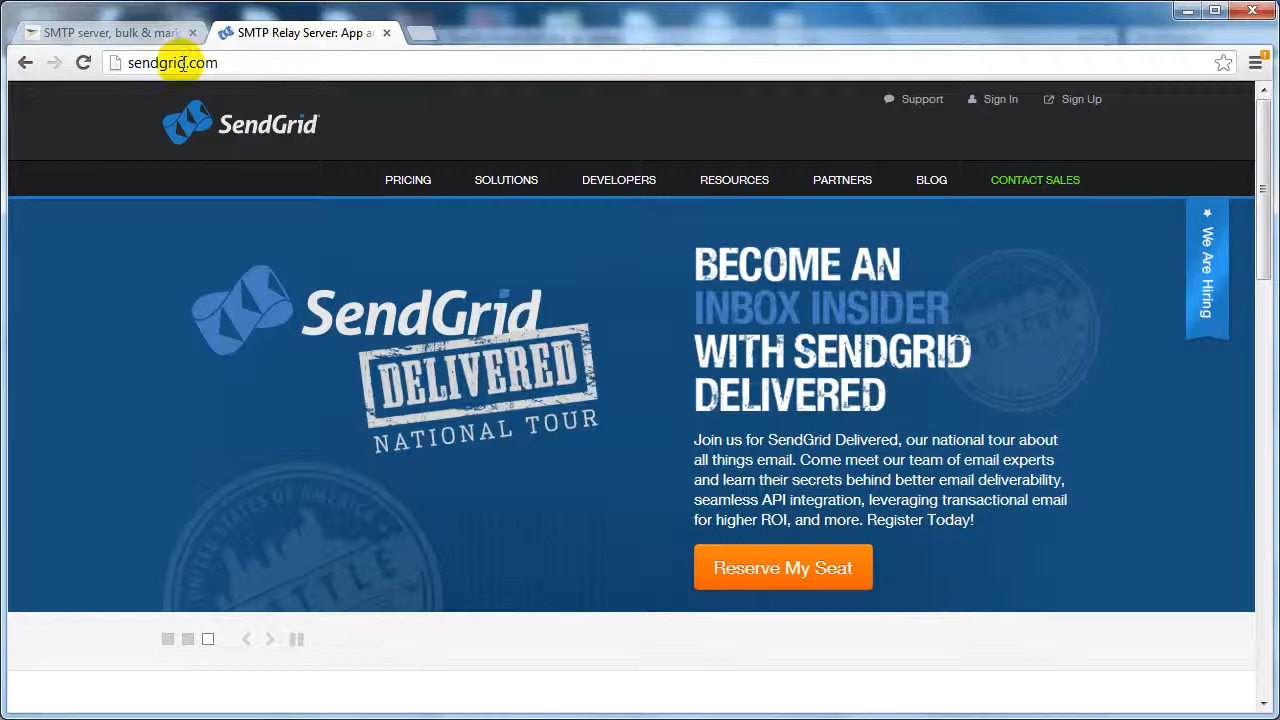 SMTP server, bulk & mark
SMTP Relay Server: App a
sendgrid.com
Support
Sign In
Sign Up
SendGrid
PRICING
SOLUTIONS
DEVELOPERS
RESOURCES
PARTNERS
BLOG
CONTACT SALES
We Are Hiring
SendGrid
DELIVERED
NATIONAL TOUR
BECOME AN
INBOX INSIDER
WITH SENDGRID
DELIVERED
Join us for SendGrid Delivered, our national tour about
all things email. Come meet our team of email experts
and learn their secrets behind better email deliverability,
seamless API integration, leveraging transactional email
for higher ROI, and more. Register Today!
Reserve My Seat